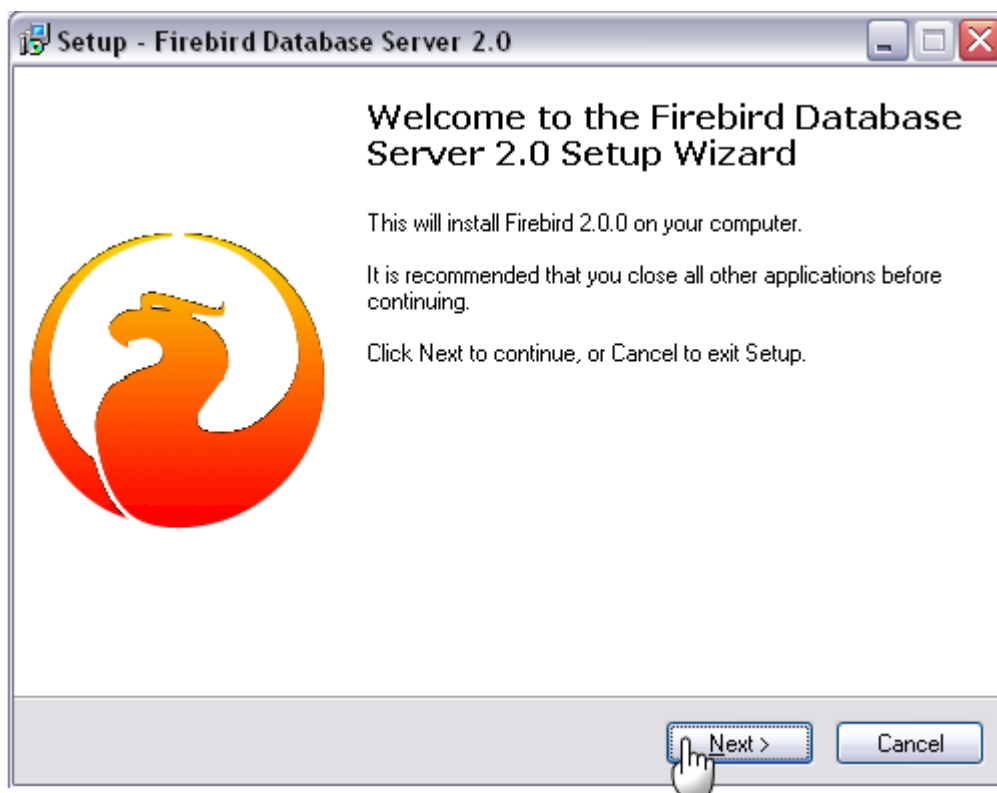 Setup - Firebird Database Server 2.0
Welcome to the Firebird Database
Server 2.0 Setup Wizard
This will install Firebird 2.0.0 on your computer.
It is recommended that you close all other applications before
continuing.
Click Next to continue, or Cancel to exit Setup.
Next >
Cancel